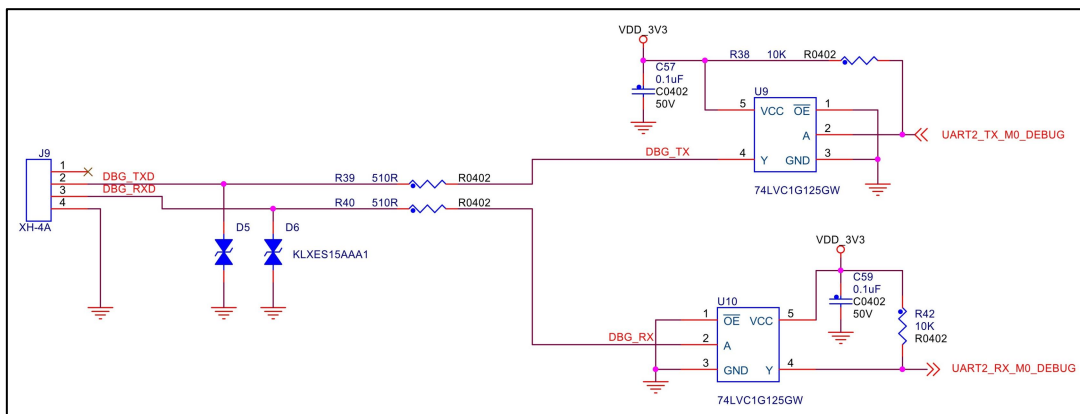 VDD_3V3
R38 10K R0402
C57
0.1uF
C0402
50V
U9
5 VCC OE 1
A 2
4 Y GND 3
UART2_TX_M0_DEBUG
DBG_TX
74LVC1G125GW
J9
1
2
3
4
XH-4A
DBG_TXD
DBG_RXD
R39 510R R0402
R40 510R R0402
D5 D6
KLXES15AAA1
VDD_3V3
C59
0.1uF
C0402
50V
U10
1 OE VCC 5
2 A
3 GND Y 4
DBG_RX
R42
10K
R0402
UART2_RX_M0_DEBUG
74LVC1G125GW